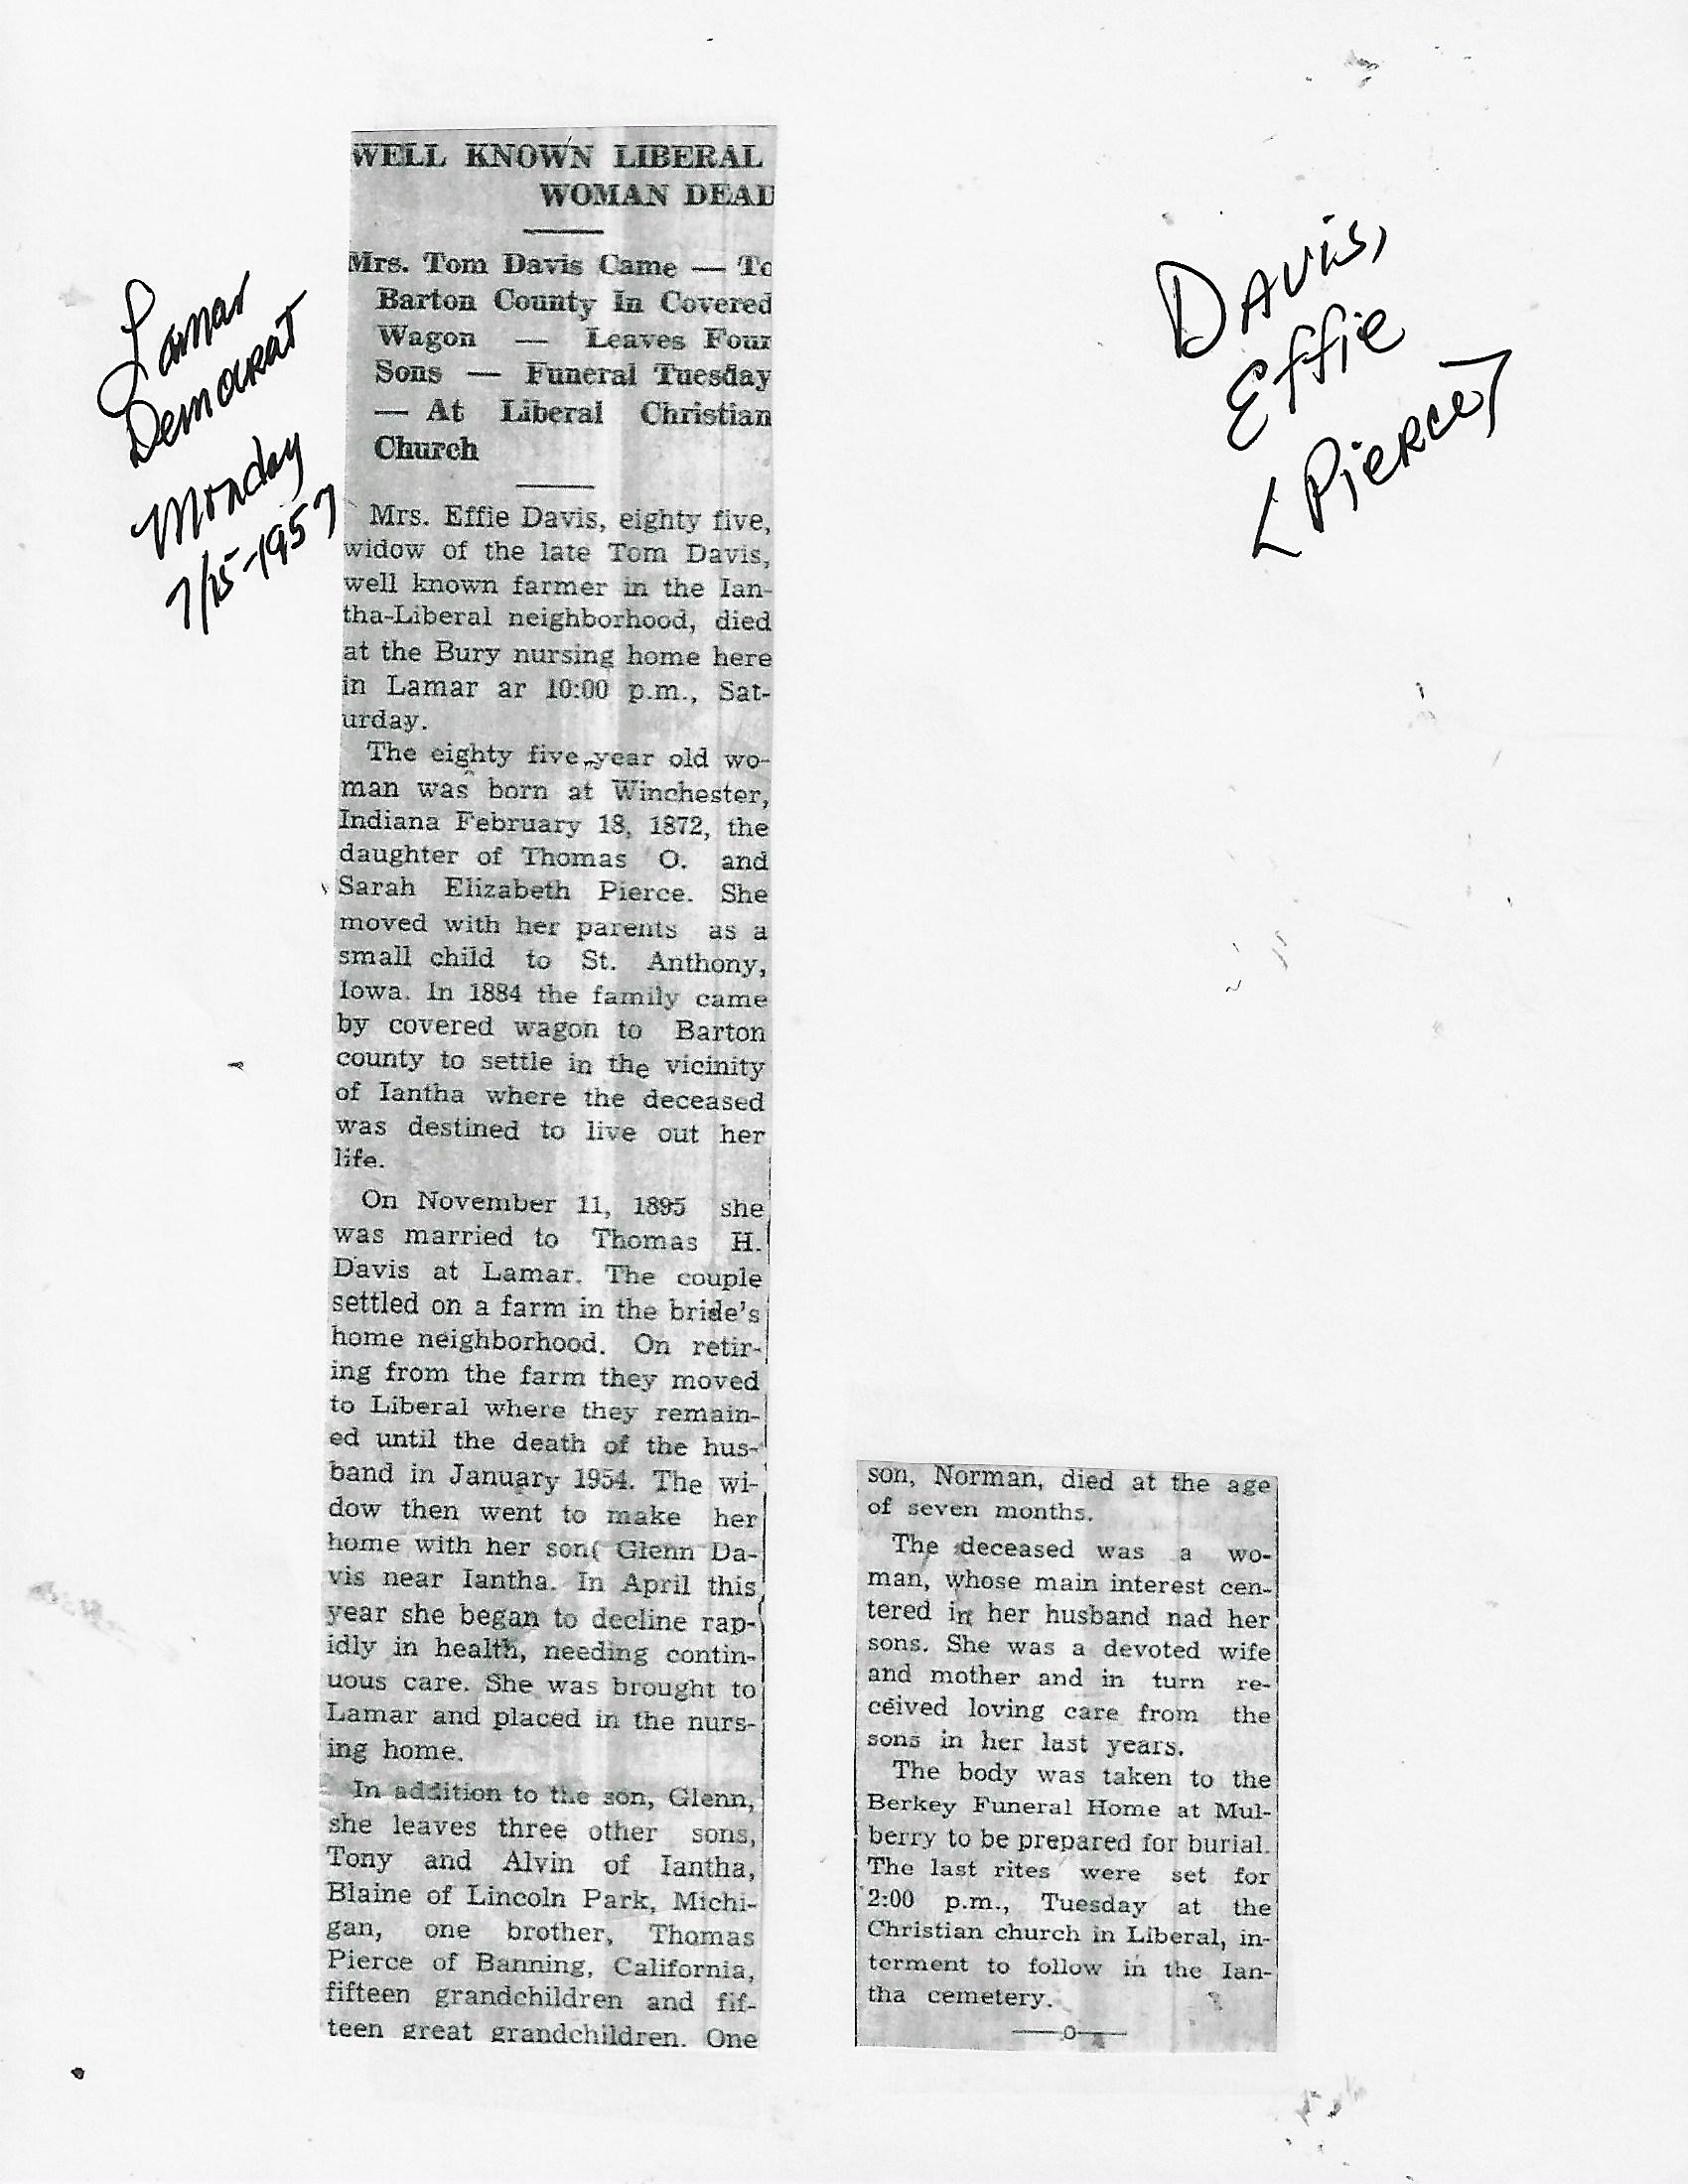 Lamar
Democrat
Monday
7/15-1957
Davis,
Effie
<Pierce>
WELL KNOWN LIBERAL
WOMAN DEAD
Mrs. Tom Davis Came — To
Barton County In Covered
Wagon — Leaves Four
Sons — Funeral Tuesday
— At Liberal Christian
Church
Mrs. Effie Davis, eighty five,
widow of the late Tom Davis,
well known farmer in the Ian-
tha-Liberal neighborhood, died
at the Bury nursing home here
in Lamar ar 10:00 p.m., Sat-
urday.
The eighty five year old wo-
man was born at Winchester,
Indiana February 18, 1872, the
daughter of Thomas O. and
Sarah Elizabeth Pierce. She
moved with her parents as a
small child to St. Anthony,
Iowa. In 1884 the family came
by covered wagon to Barton
county to settle in the vicinity
of Iantha where the deceased
was destined to live out her
life.
On November 11, 1895 she
was married to Thomas H.
Davis at Lamar. The couple
settled on a farm in the bride's
home neighborhood. On retir-
ing from the farm they moved
to Liberal where they remain-
ed until the death of the hus-
band in January 1954. The wi-
dow then went to make her
home with her son( Glenn Da-
vis near Iantha. In April this
year she began to decline rap-
idly in health, needing contin-
uous care. She was brought to
Lamar and placed in the nurs-
ing home.
In addition to the son, Glenn,
she leaves three other sons,
Tony and Alvin of Iantha,
Blaine of Lincoln Park, Michi-
gan, one brother, Thomas
Pierce of Banning, California,
fifteen grandchildren and fif-
teen great grandchildren. One
son, Norman, died at the age
of seven months.
The deceased was a wo-
man, whose main interest cen-
tered in her husband nad her
sons. She was a devoted wife
and mother and in turn re-
ceived loving care from the
sons in her last years.
The body was taken to the
Berkey Funeral Home at Mul-
berry to be prepared for burial.
The last rites were set for
2:00 p.m., Tuesday at the
Christian church in Liberal, in-
terment to follow in the Ian-
tha cemetery.
—o—